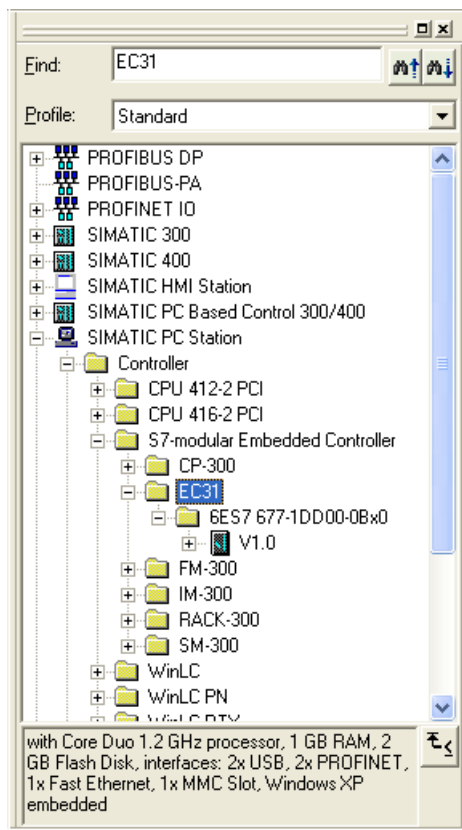 Find:
EC31
Profile:
Standard
PROFIBUS DP
PROFIBUS-PA
PROFINET IO
SIMATIC 300
SIMATIC 400
SIMATIC HMI Station
SIMATIC PC Based Control 300/400
SIMATIC PC Station
Controller
CPU 412-2 PCI
CPU 416-2 PCI
S7-modular Embedded Controller
CP-300
EC31
6ES7 677-1DD00-0Bx0
V1.0
FM-300
IM-300
RACK-300
SM-300
WinLC
WinLC PN
WinLC RTX
with Core Duo 1.2 GHz processor, 1 GB RAM, 2
GB Flash Disk, interfaces: 2x USB, 2x PROFINET,
1x Fast Ethernet, 1x MMC Slot, Windows XP
embedded